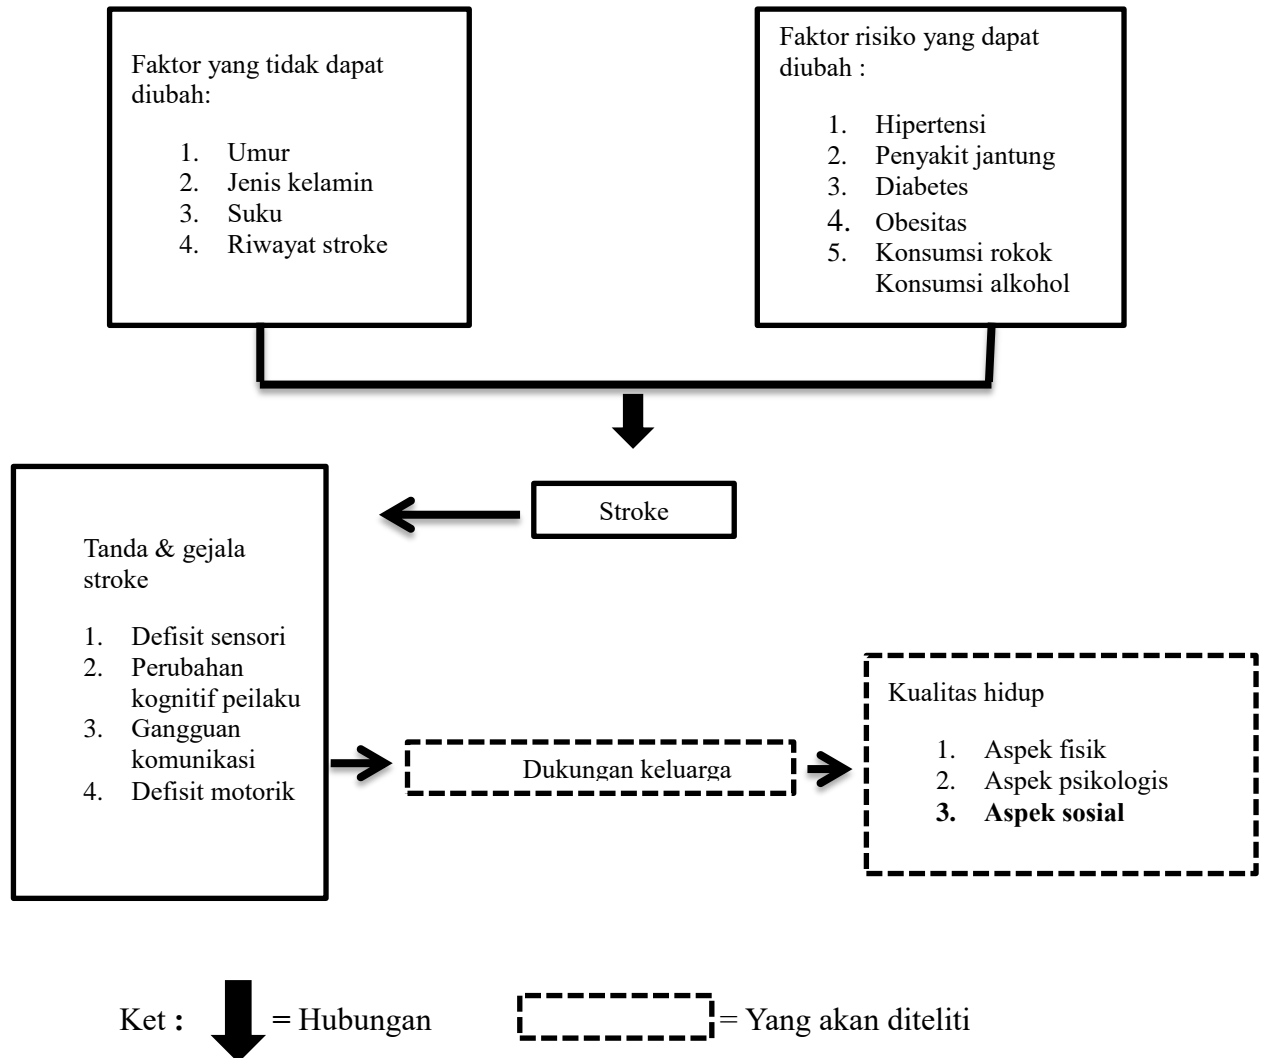 Faktor yang tidak dapat
diubah:
1. Umur
2. Jenis kelamin
3. Suku
4. Riwayat stroke
Faktor risiko yang dapat
diubah :
1. Hipertensi
2. Penyakit jantung
3. Diabetes
4. Obesitas
5. Konsumsi rokok
Konsumsi alkohol
Stroke
Tanda & gejala
stroke
1. Defisit sensori
2. Perubahan
kognitif peilaku
3. Gangguan
komunikasi
4. Defisit motorik
Dukungan keluarga
Kualitas hidup
1. Aspek fisik
2. Aspek psikologis
3. Aspek sosial
Ket : = Hubungan = Yang akan diteliti